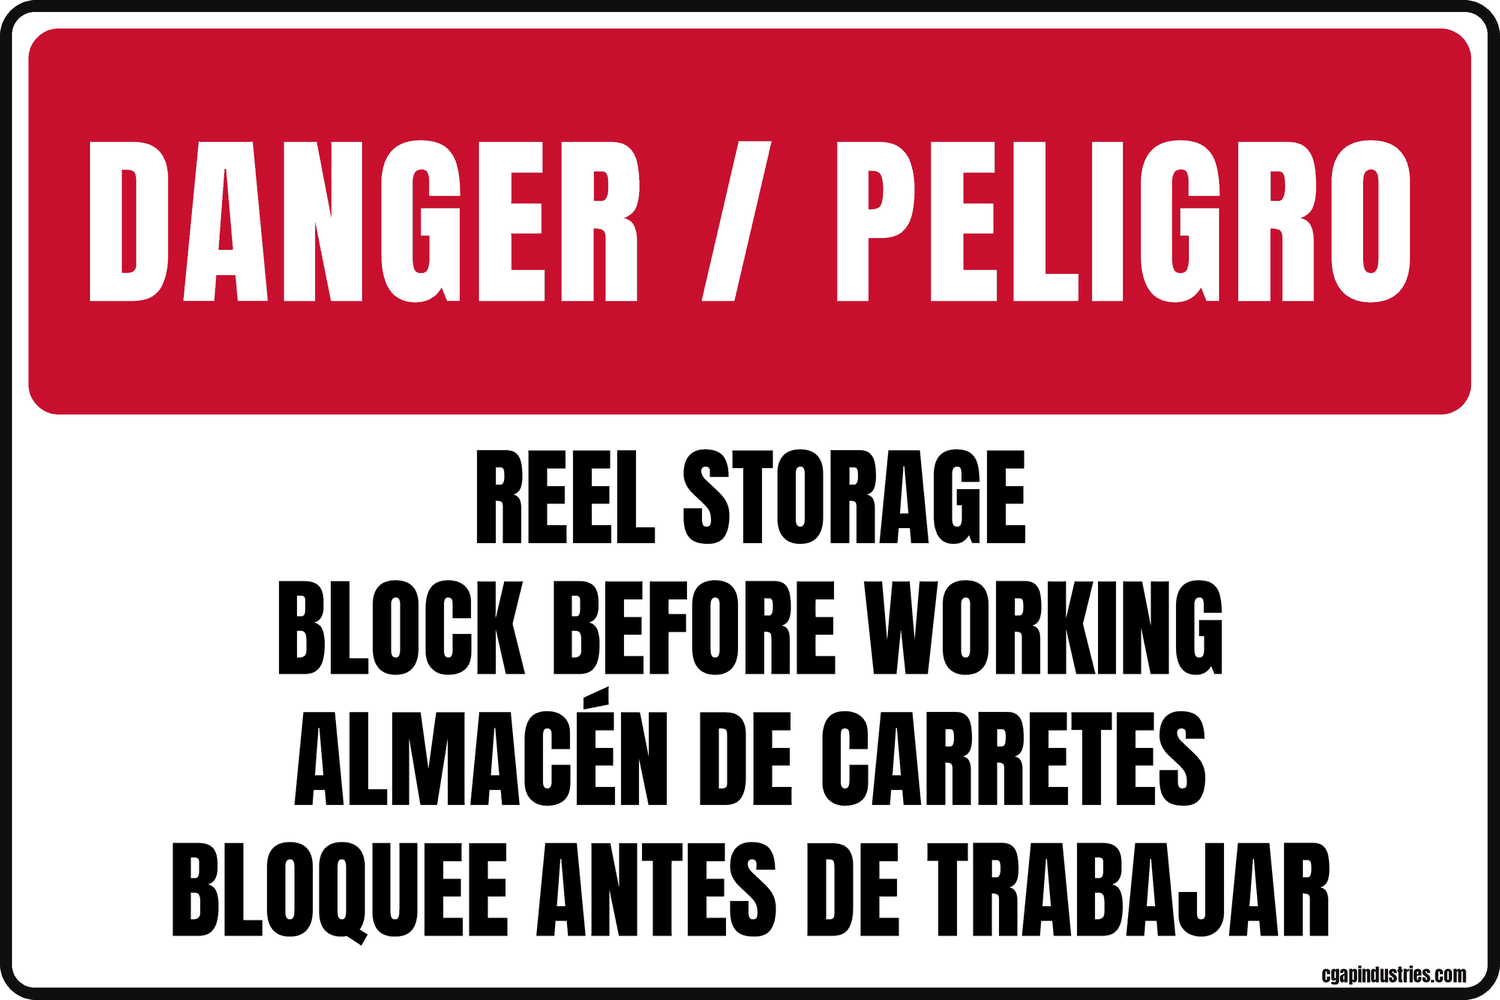 DANGER / PELIGRO
REEL STORAGE
BLOCK BEFORE WORKING
ALMACÉN DE CARRETES
BLOQUEE ANTES DE TRABAJAR
cgapindustries.com